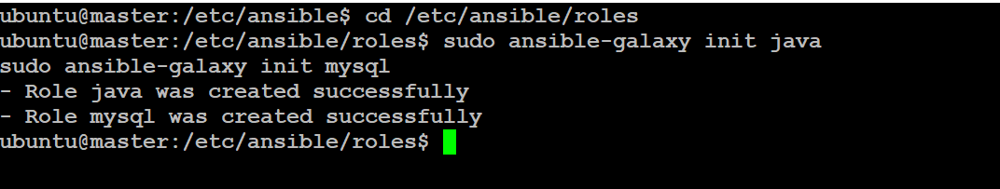 ubuntu@master:/etc/ansible$ cd /etc/ansible/roles
ubuntu@master:/etc/ansible/roles$ sudo ansible-galaxy init java
sudo ansible-galaxy init mysql
- Role java was created successfully
- Role mysql was created successfully
ubuntu@master:/etc/ansible/roles$